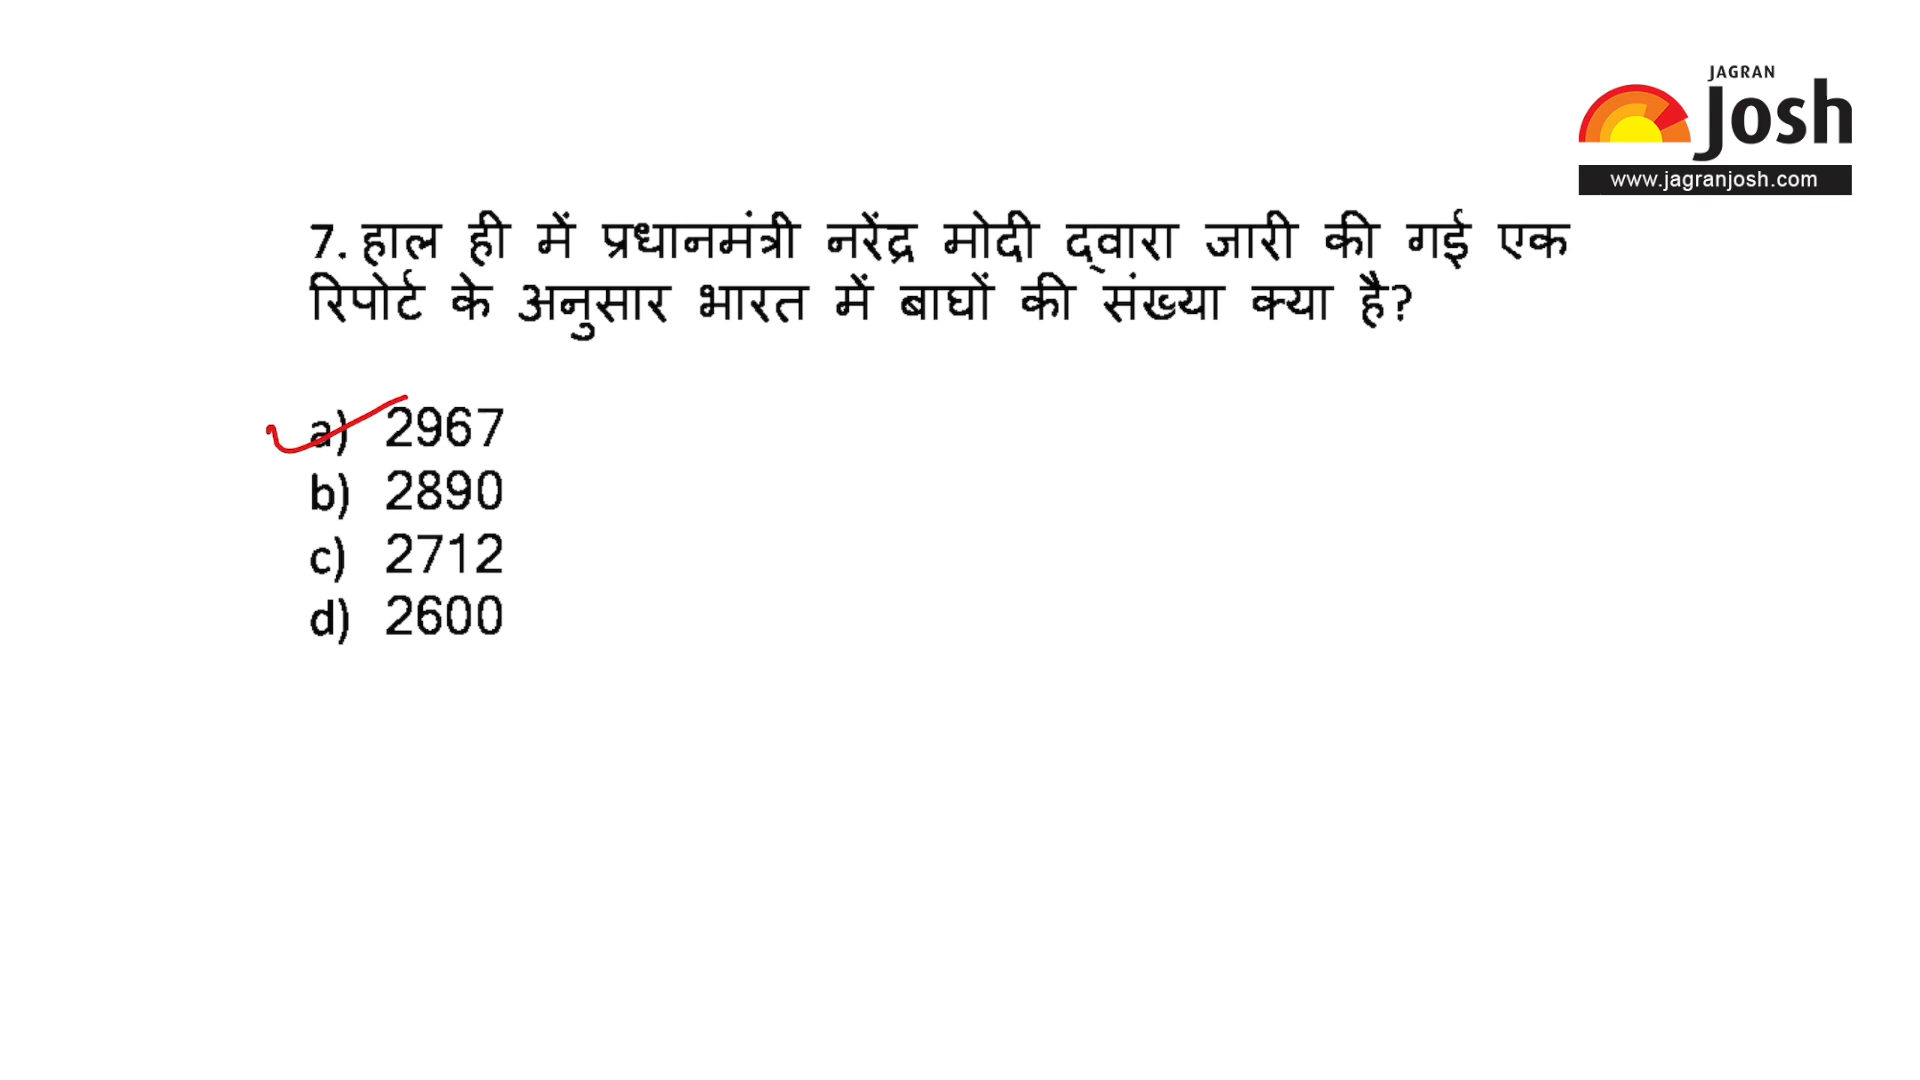 JAGRAN
Josh
www.jagranjosh.com
7. हाल ही में प्रधानमंत्री नरेंद्र मोदी द्वारा जारी की गई एक
रिपोर्ट के अनुसार भारत में बाघों की संख्या क्या है?
a) 2967
b) 2890
c) 2712
d) 2600